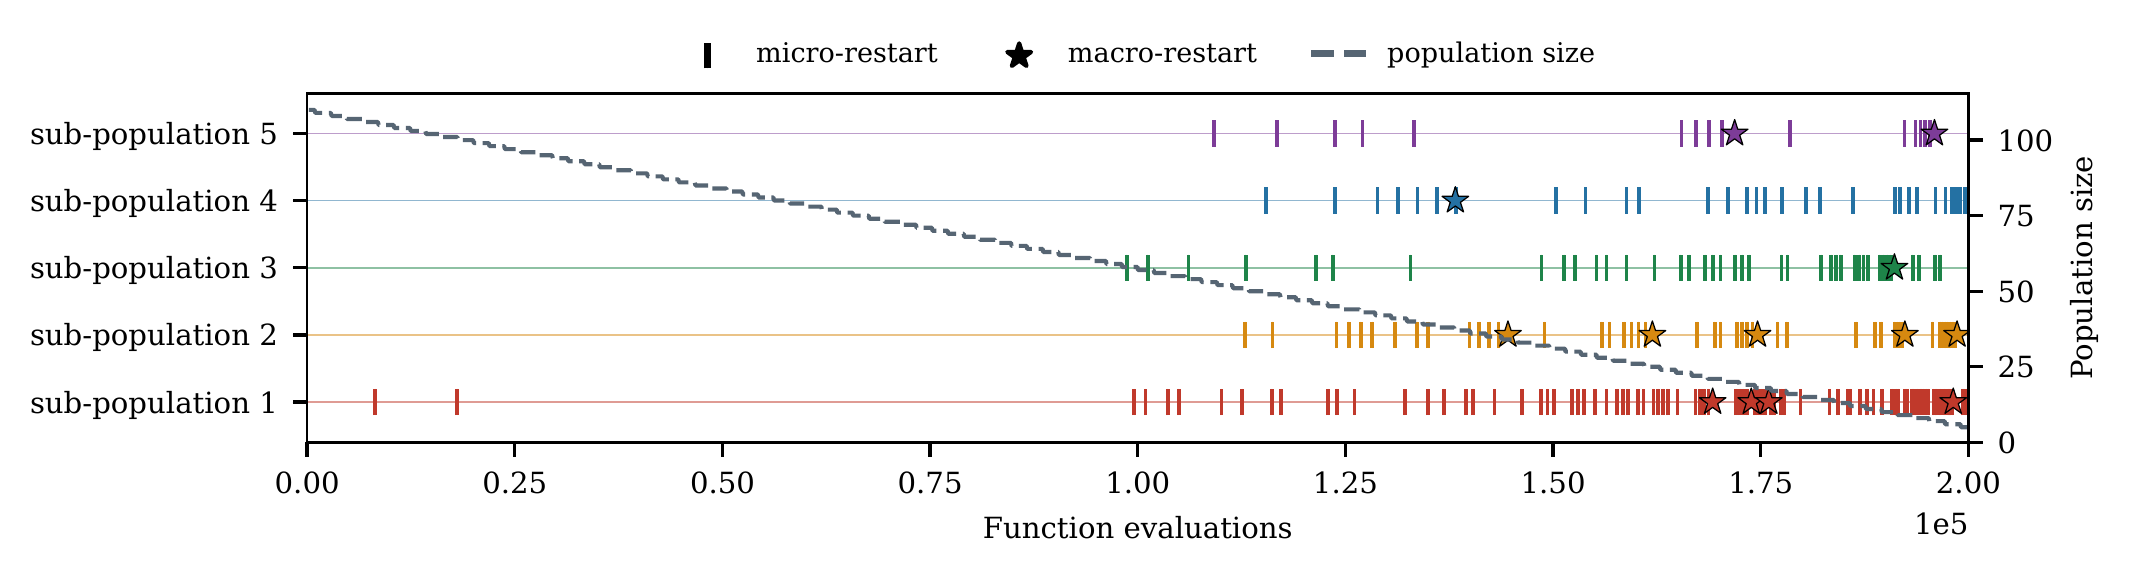 micro-restart macro-restart population size
sub-population 5
sub-population 4
sub-population 3
sub-population 2
sub-population 1
100
75
50
25
0
Population size
0.00 0.25 0.50 0.75 1.00 1.25 1.50 1.75 2.00
1e5
Function evaluations